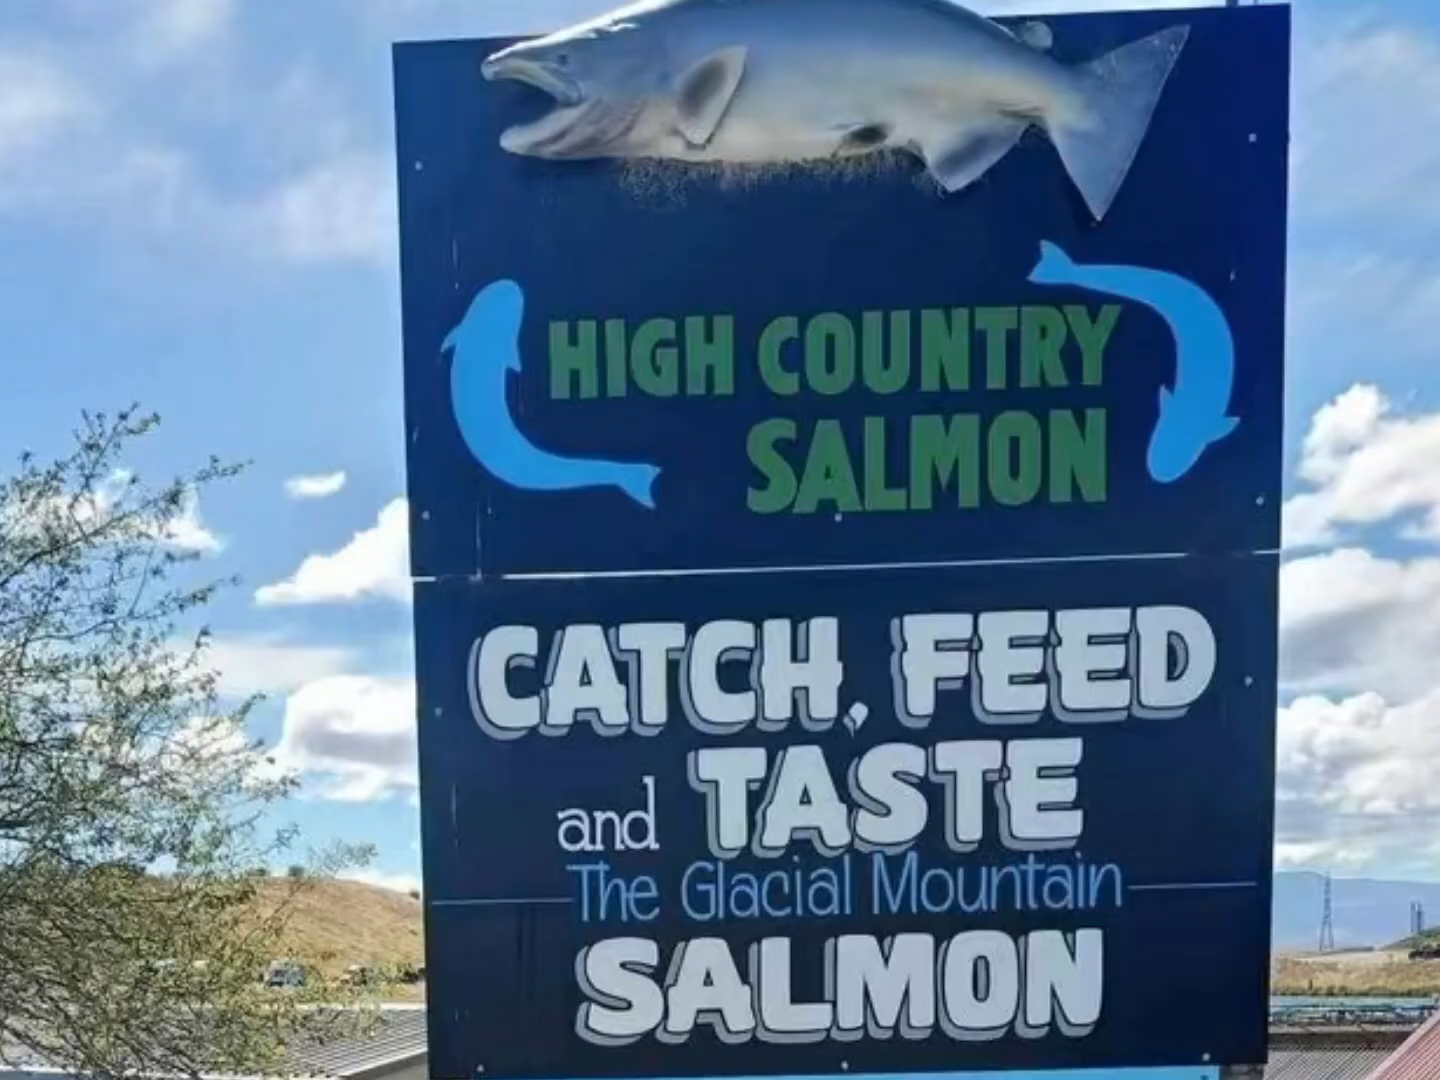 HIGH COUNTRY
SALMON
CATCH, FEED
and TASTE
The Glacial Mountain
SALMON